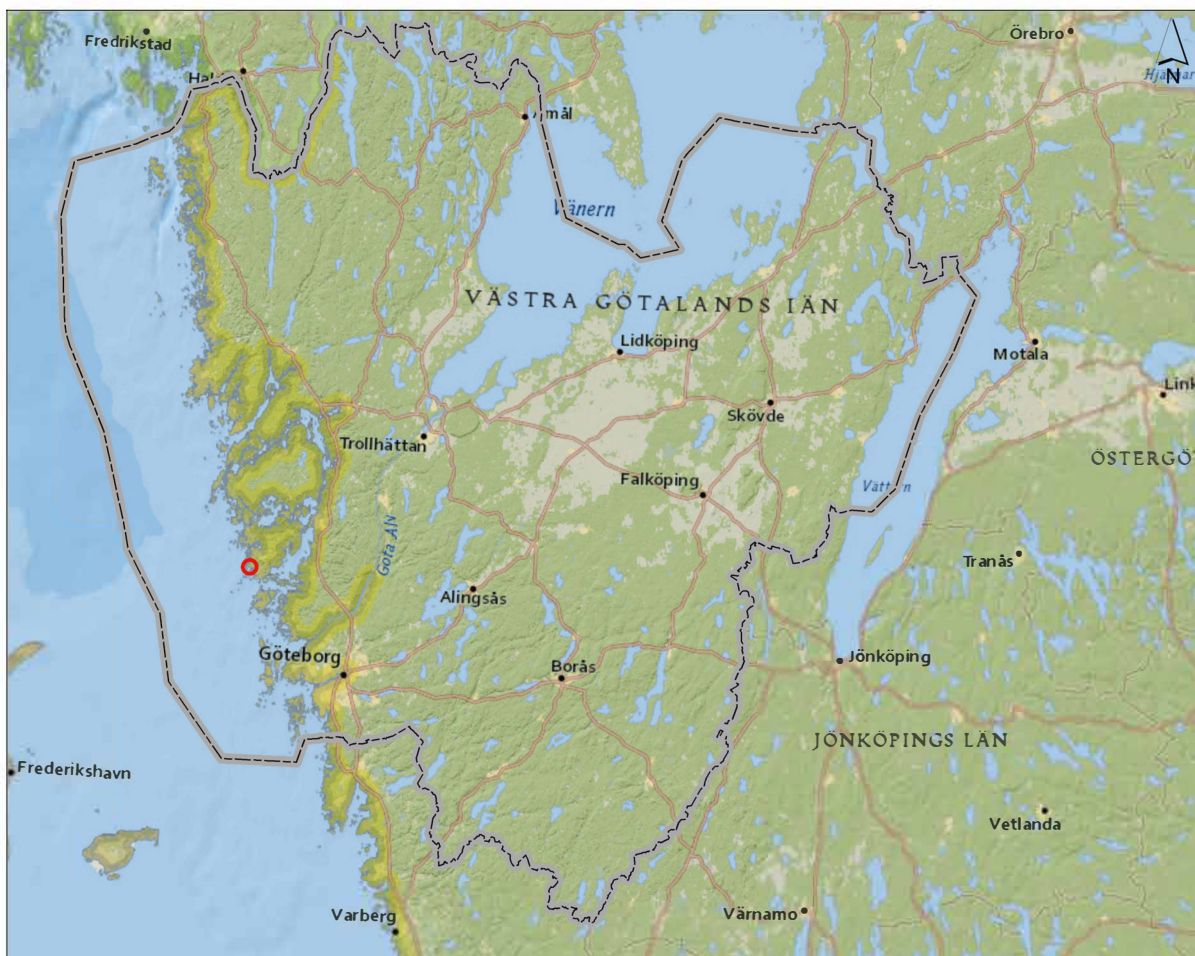 Fredrikstad
Örebro
N
Vänern
VÄSTRA GÖTALANDS LÄN
Lidköping
Motala
Skövde
Trollhättan
ÖSTERGÖ
Falköping
Göta Älv
Tranås
Alingsås
Göteborg
Borås
Jönköping
JÖNKÖPINGS LÄN
Frederikshavn
Vetlanda
Varberg
Värnamo